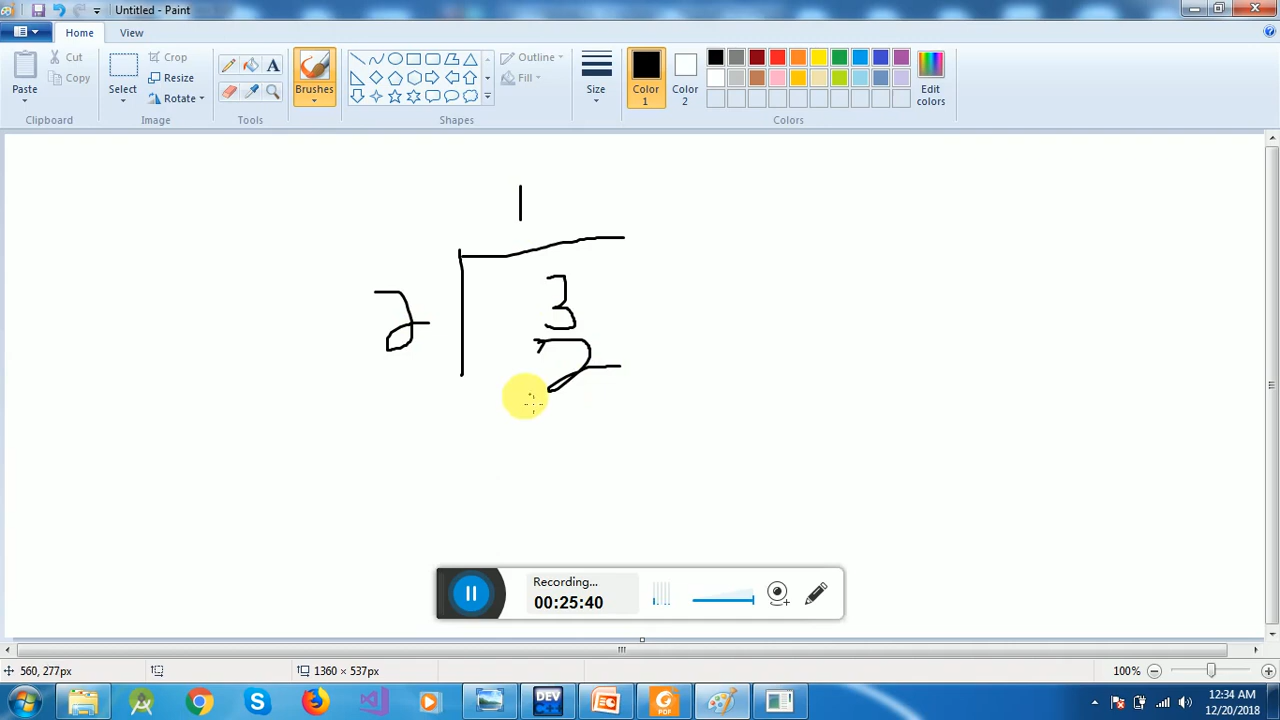 Untitled - Paint
Home View
Paste
Cut
Copy
Clipboard
Select
Crop
Resize
Rotate
Image
A
Tools
Brushes
Outline
Fill
Shapes
Size
Color 1
Color 2
Edit colors
Colors
1
2 3
2
Recording...
00:25:40
560, 277px
1360 × 537px
100%
DEV C++
PDF
12:34 AM
12/20/2018